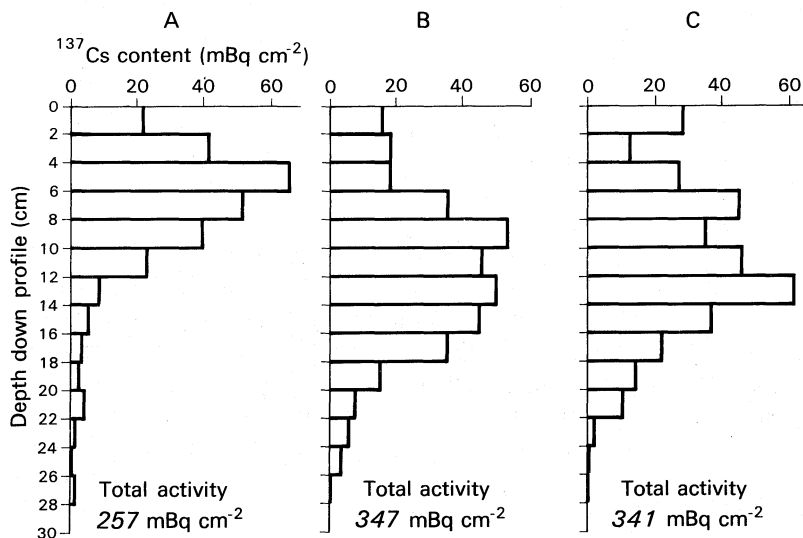 A B C
¹³⁷Cs content (mBq cm⁻²)
0 20 40 60
0 20 40 60
0 20 40 60
Depth down profile (cm)
0
2
4
6
8
10
12
14
16
18
20
22
24
26
28
30
Total activity
257 mBq cm⁻²
Total activity
347 mBq cm⁻²
Total activity
341 mBq cm⁻²